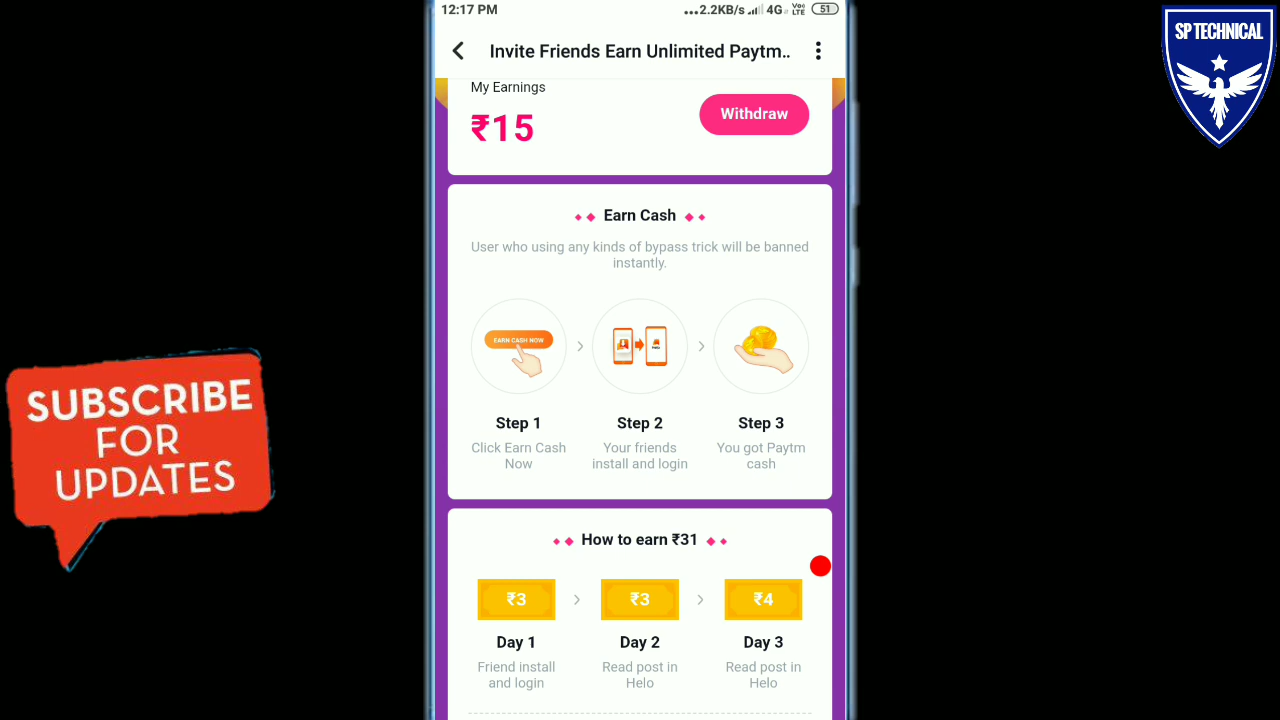 12:17 PM
...2.2KB/s 4G Vo LTE 51
SP TECHNICAL
Invite Friends Earn Unlimited Paytm..
My Earnings
₹15
Withdraw
Earn Cash
User who using any kinds of bypass trick will be banned
instantly.
EARN CASH NOW
Step 1
Step 2
Step 3
Click Earn Cash
Now
Your friends
install and login
You got Paytm
cash
SUBSCRIBE
FOR
UPDATES
How to earn ₹31
₹3
₹3
₹4
Day 1
Day 2
Day 3
Friend install
and login
Read post in
Helo
Read post in
Helo